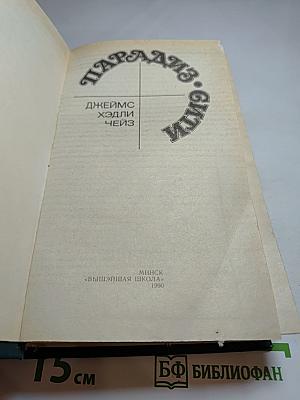 ПАРАДИЗ·СИТИ
ДЖЕЙМС
ХЭДЛИ
ЧЕЙЗ
МИНСК
«ВЫШЭЙШАЯ ШКОЛА»
1990
15 СМ
БФ БИБЛИОФАН